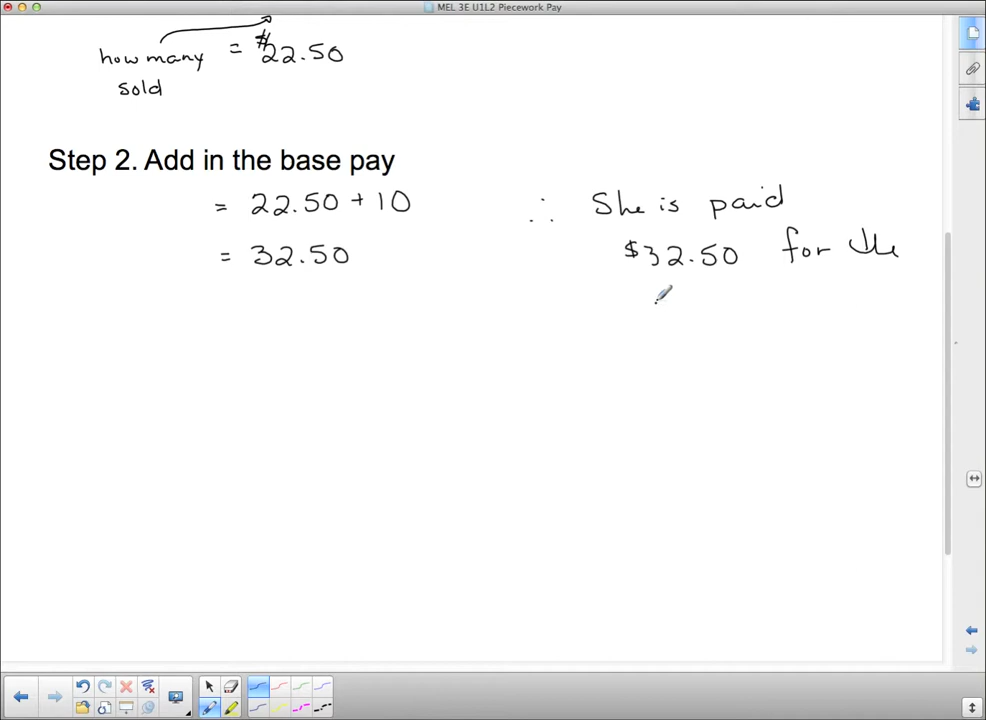 MEL 3E U1L2 Piecework Pay
how many = $22.50
sold
Step 2. Add in the base pay
= 22.50 + 10
= 32.50
∴ She is paid
$32.50 for the